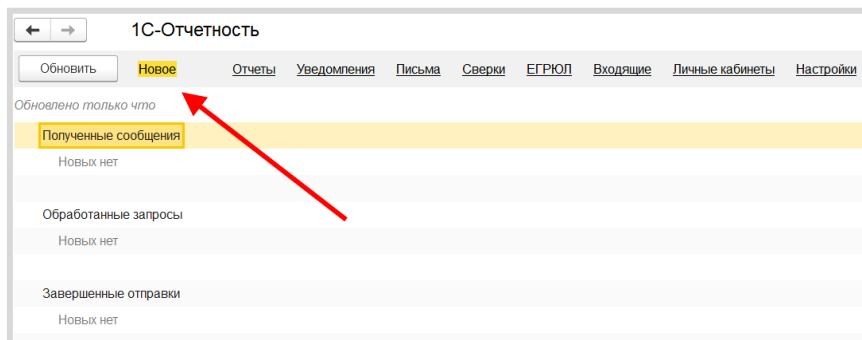 1С-Отчетность
Обновить Новое Отчеты Уведомления Письма Сверки ЕГРЮЛ Входящие Личные кабинеты Настройки
Обновлено только что
Полученные сообщения
Новых нет
Обработанные запросы
Новых нет
Завершенные отправки
Новых нет